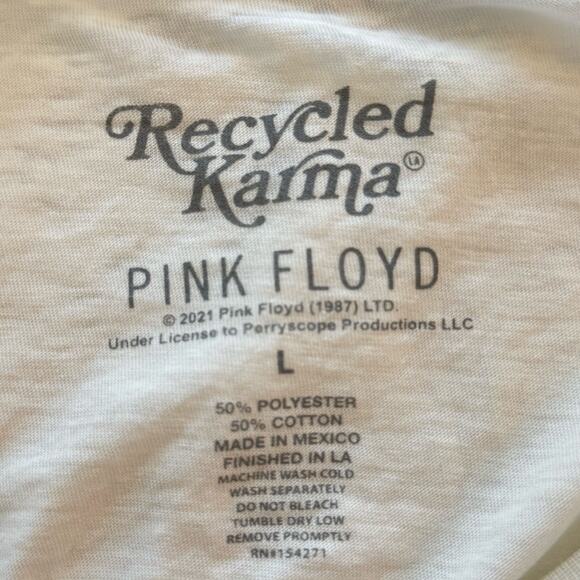 Recycled
Karma LA
PINK FLOYD
© 2021 Pink Floyd (1987) LTD.
Under License to Perryscope Productions LLC
L
50% POLYESTER
50% COTTON
MADE IN MEXICO
FINISHED IN LA
MACHINE WASH COLD
WASH SEPARATELY
DO NOT BLEACH
TUMBLE DRY LOW
REMOVE PROMPTLY
RN#154271